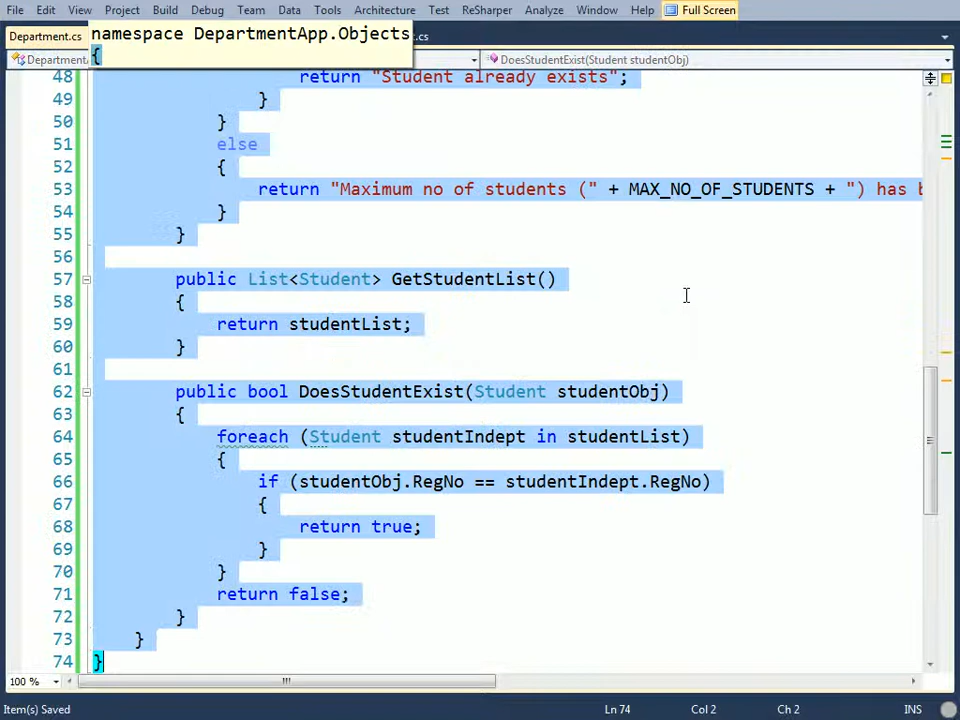 File Edit View Project Build Debug Team Data Tools Architecture Test ReSharper Analyze Window Help Full Screen
Department.cs .cs
namespace DepartmentApp.Objects
{
Department DoesStudentExist(Student studentObj)
48 return "Student already exists";
49 }
50 }
51 else
52 {
53 return "Maximum no of students (" + MAX_NO_OF_STUDENTS + ") has b
54 }
55 }
56
57 public List<Student> GetStudentList()
58 {
59 return studentList;
60 }
61
62 public bool DoesStudentExist(Student studentObj)
63 {
64 foreach (Student studentIndept in studentList)
65 {
66 if (studentObj.RegNo == studentIndept.RegNo)
67 {
68 return true;
69 }
70 }
71 return false;
72 }
73 }
74 }
100 %
Item(s) Saved Ln 74 Col 2 Ch 2 INS